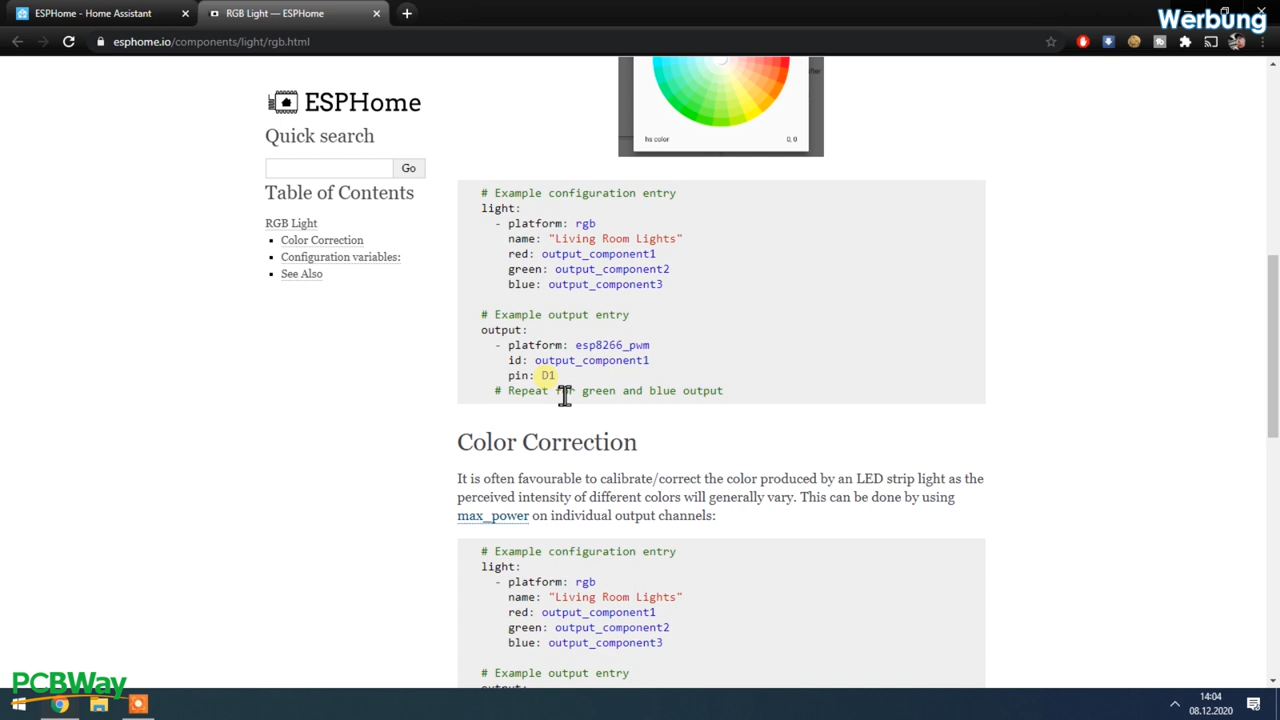 ESPHome - Home Assistant
RGB Light — ESPHome
Werbung
esphome.io/components/light/rgb.html
ESPHome
Quick search
Go
Table of Contents
RGB Light
Color Correction
Configuration variables:
See Also
hs color
0, 0
# Example configuration entry
light:
- platform: rgb
name: "Living Room Lights"
red: output_component1
green: output_component2
blue: output_component3
# Example output entry
output:
- platform: esp8266_pwm
id: output_component1
pin: D1
# Repeat for green and blue output
Color Correction
It is often favourable to calibrate/correct the color produced by an LED strip light as the
perceived intensity of different colors will generally vary. This can be done by using
max_power on individual output channels:
# Example configuration entry
light:
- platform: rgb
name: "Living Room Lights"
red: output_component1
green: output_component2
blue: output_component3
# Example output entry
PCBWay
14:04
08.12.2020